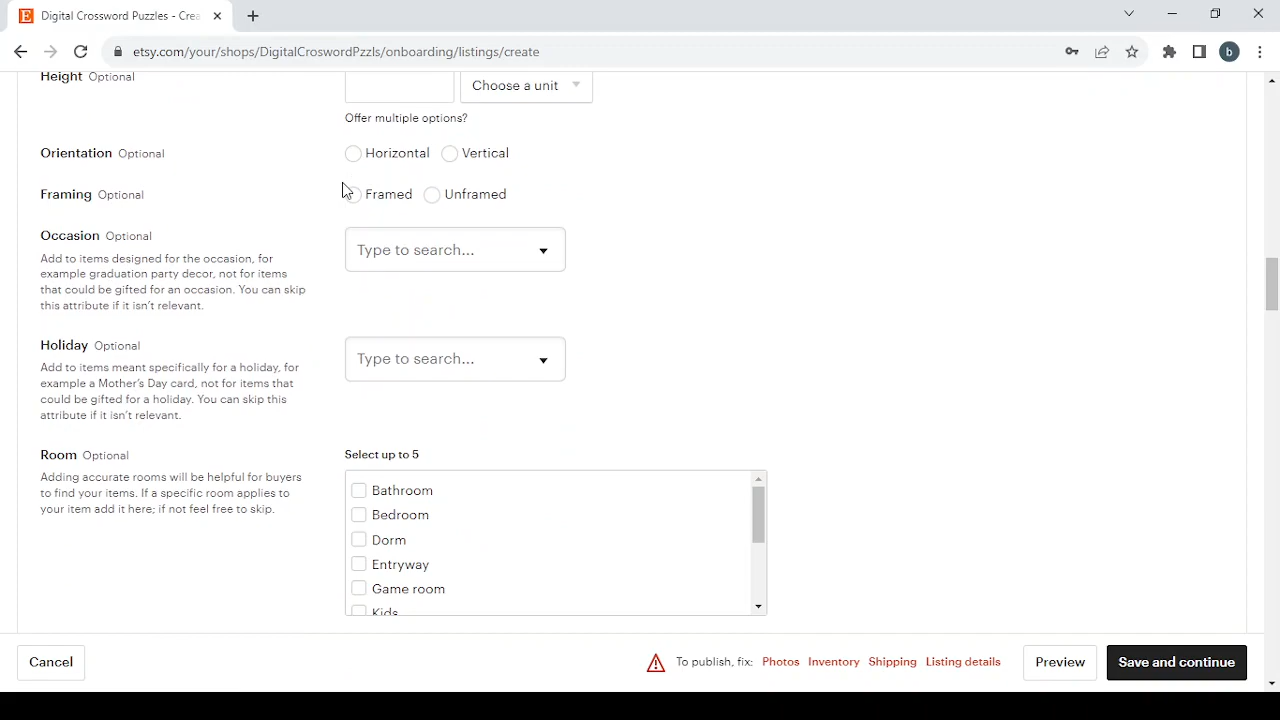 Digital Crossword Puzzles - Crea
etsy.com/your/shops/DigitalCroswordPzzls/onboarding/listings/create
b
Height Optional
Choose a unit
Offer multiple options?
Orientation Optional
Horizontal Vertical
Framing Optional
Framed Unframed
Occasion Optional
Add to items designed for the occasion, for
example graduation party decor, not for items
that could be gifted for an occasion. You can skip
this attribute if it isn't relevant.
Type to search...
Holiday Optional
Add to items meant specifically for a holiday, for
example a Mother's Day card, not for items that
could be gifted for a holiday. You can skip this
attribute if it isn't relevant.
Type to search...
Room Optional
Adding accurate rooms will be helpful for buyers
to find your items. If a specific room applies to
your item add it here; if not feel free to skip.
Select up to 5
Bathroom
Bedroom
Dorm
Entryway
Game room
Kids
Cancel
To publish, fix: Photos Inventory Shipping Listing details
Preview
Save and continue